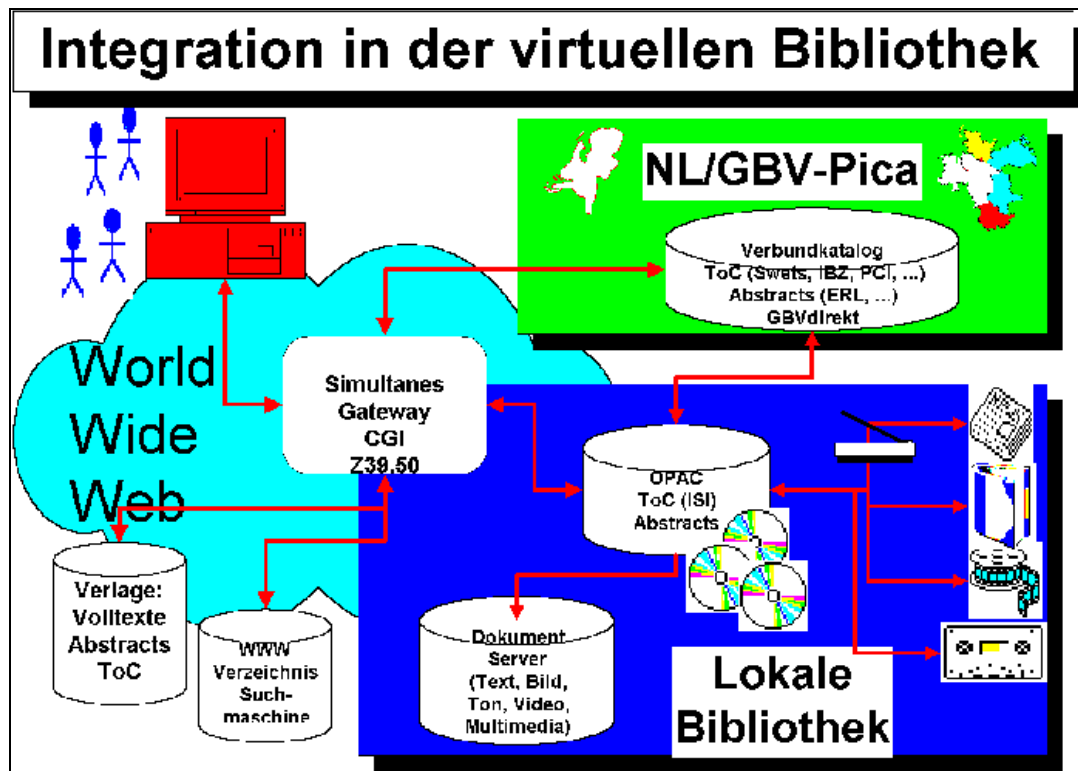 Integration in der virtuellen Bibliothek
NL/GBV-Pica
Verbundkatalog
ToC (Swets, IBZ, PCI, ...)
Abstracts (ERL, ...)
GBVdirekt
World
Wide
Web
Simultanes
Gateway
CGI
Z39.50
OPAC
ToC (ISI)
Abstracts
Verlage:
Volltexte
Abstracts
ToC
WWW
Verzeichnis
Such-
maschine
Dokument
Server
(Text, Bild,
Ton, Video,
Multimedia)
Lokale
Bibliothek